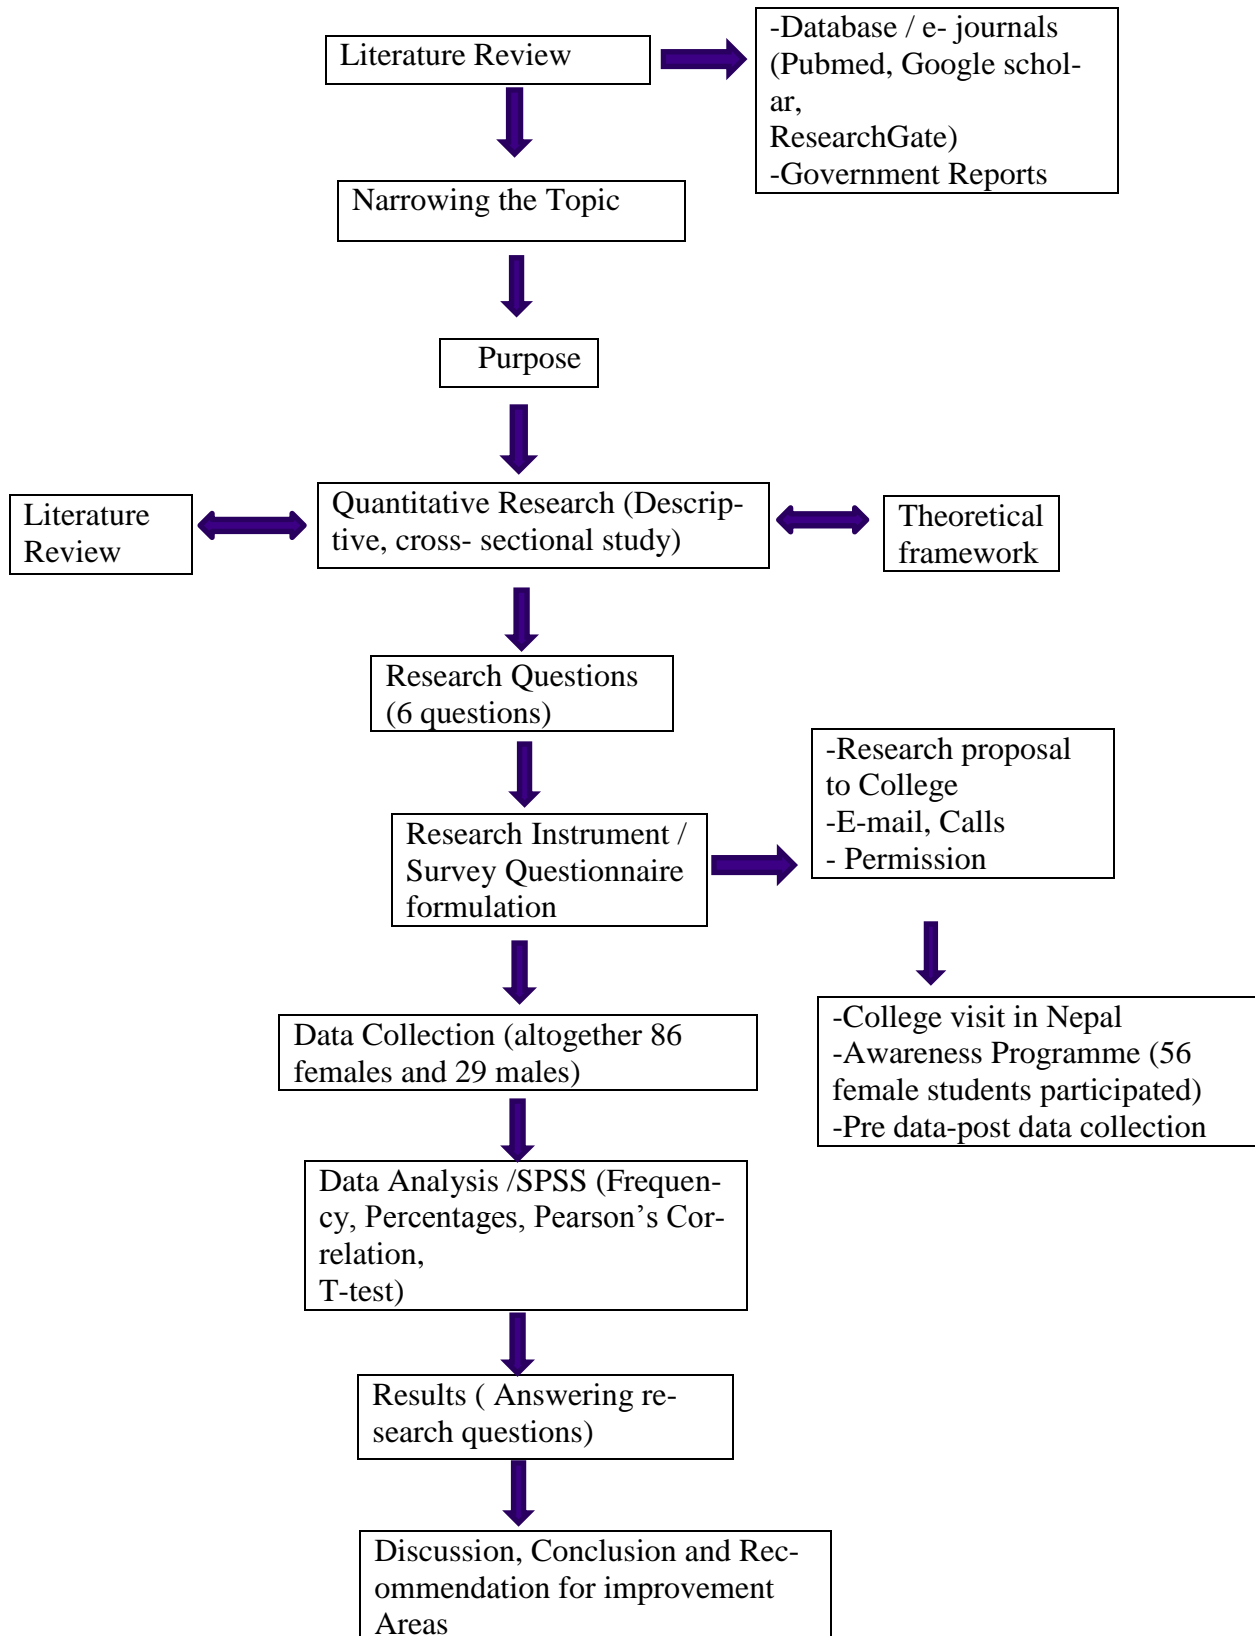 Literature Review
-Database / e- journals
(Pubmed, Google schol-
ar,
ResearchGate)
-Government Reports
Narrowing the Topic
Purpose
Literature
Review
Quantitative Research (Descrip-
tive, cross- sectional study)
Theoretical
framework
Research Questions
(6 questions)
Research Instrument /
Survey Questionnaire
formulation
-Research proposal
to College
-E-mail, Calls
- Permission
Data Collection (altogether 86
females and 29 males)
-College visit in Nepal
-Awareness Programme (56
female students participated)
-Pre data-post data collection
Data Analysis /SPSS (Frequen-
cy, Percentages, Pearson’s Cor-
relation,
T-test)
Results ( Answering re-
search questions)
Discussion, Conclusion and Rec-
ommendation for improvement
Areas